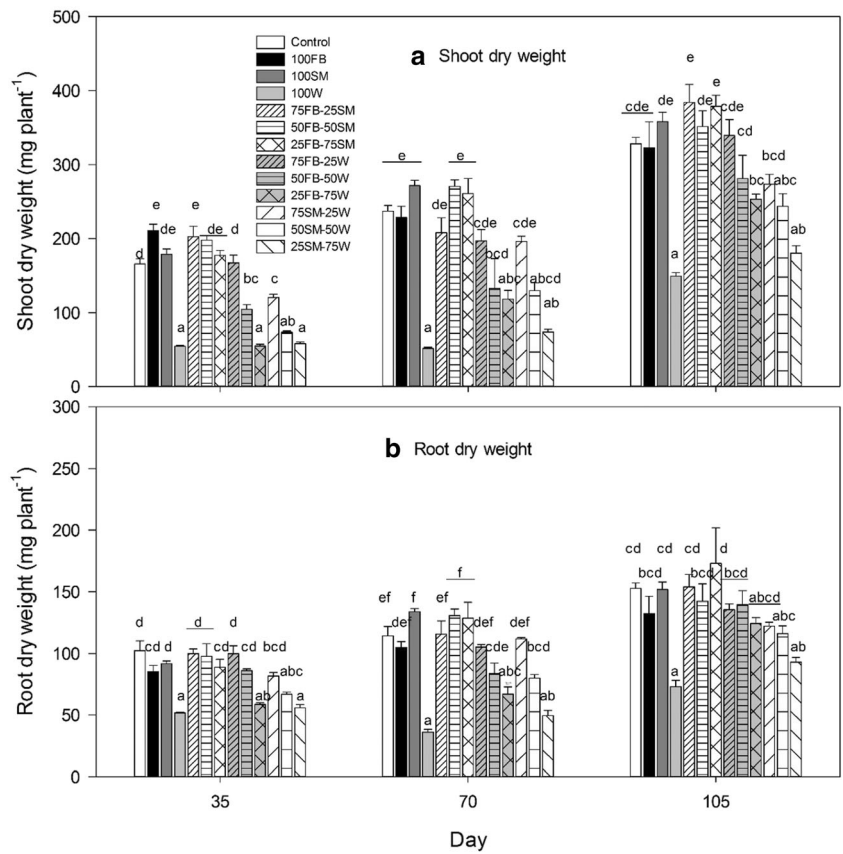 500
400
300
200
100
0
Shoot dry weight (mg plant⁻¹)
a Shoot dry weight
Control
100FB
100SM
100W
75FB-25SM
50FB-50SM
25FB-75SM
75FB-25W
50FB-50W
25FB-75W
75SM-25W
50SM-50W
25SM-75W
d e de a e de d bc a c ab a
e a de e cde bcd abc cde abcd ab
cde de a e de e cde cd bc bcd abc ab
300
250
200
150
100
50
0
Root dry weight (mg plant⁻¹)
b Root dry weight
d cd d a d cd d cd ab bcd abc a
ef def f a ef f def cde abc def bcd ab
cd bcd cd a cd bcd d bcd abcd abc ab
35 70 105
Day